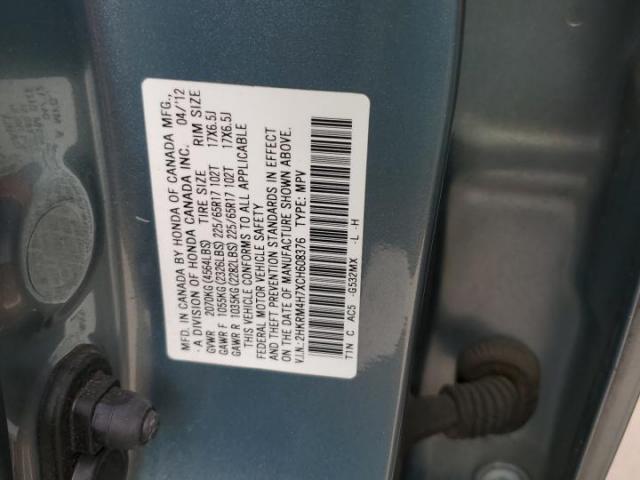 MFD. IN CANADA BY HONDA OF CANADA MFG.,
A DIVISION OF HONDA CANADA INC. 04/'12
GVWR 2070KG(4564LBS) TIRE SIZE RIM SIZE
GAWR F 1055KG(2326LBS) 225/65R17 102T 17X6.5J
GAWR R 1035KG(2282LBS) 225/65R17 102T 17X6.5J
THIS VEHICLE CONFORMS TO ALL APPLICABLE
FEDERAL MOTOR VEHICLE SAFETY
AND THEFT PREVENTION STANDARDS IN EFFECT
ON THE DATE OF MANUFACTURE SHOWN ABOVE.
V.I.N.:2HKRM4H7XCH608376 TYPE: MPV
T1N C AC5 -G532MX -L -H